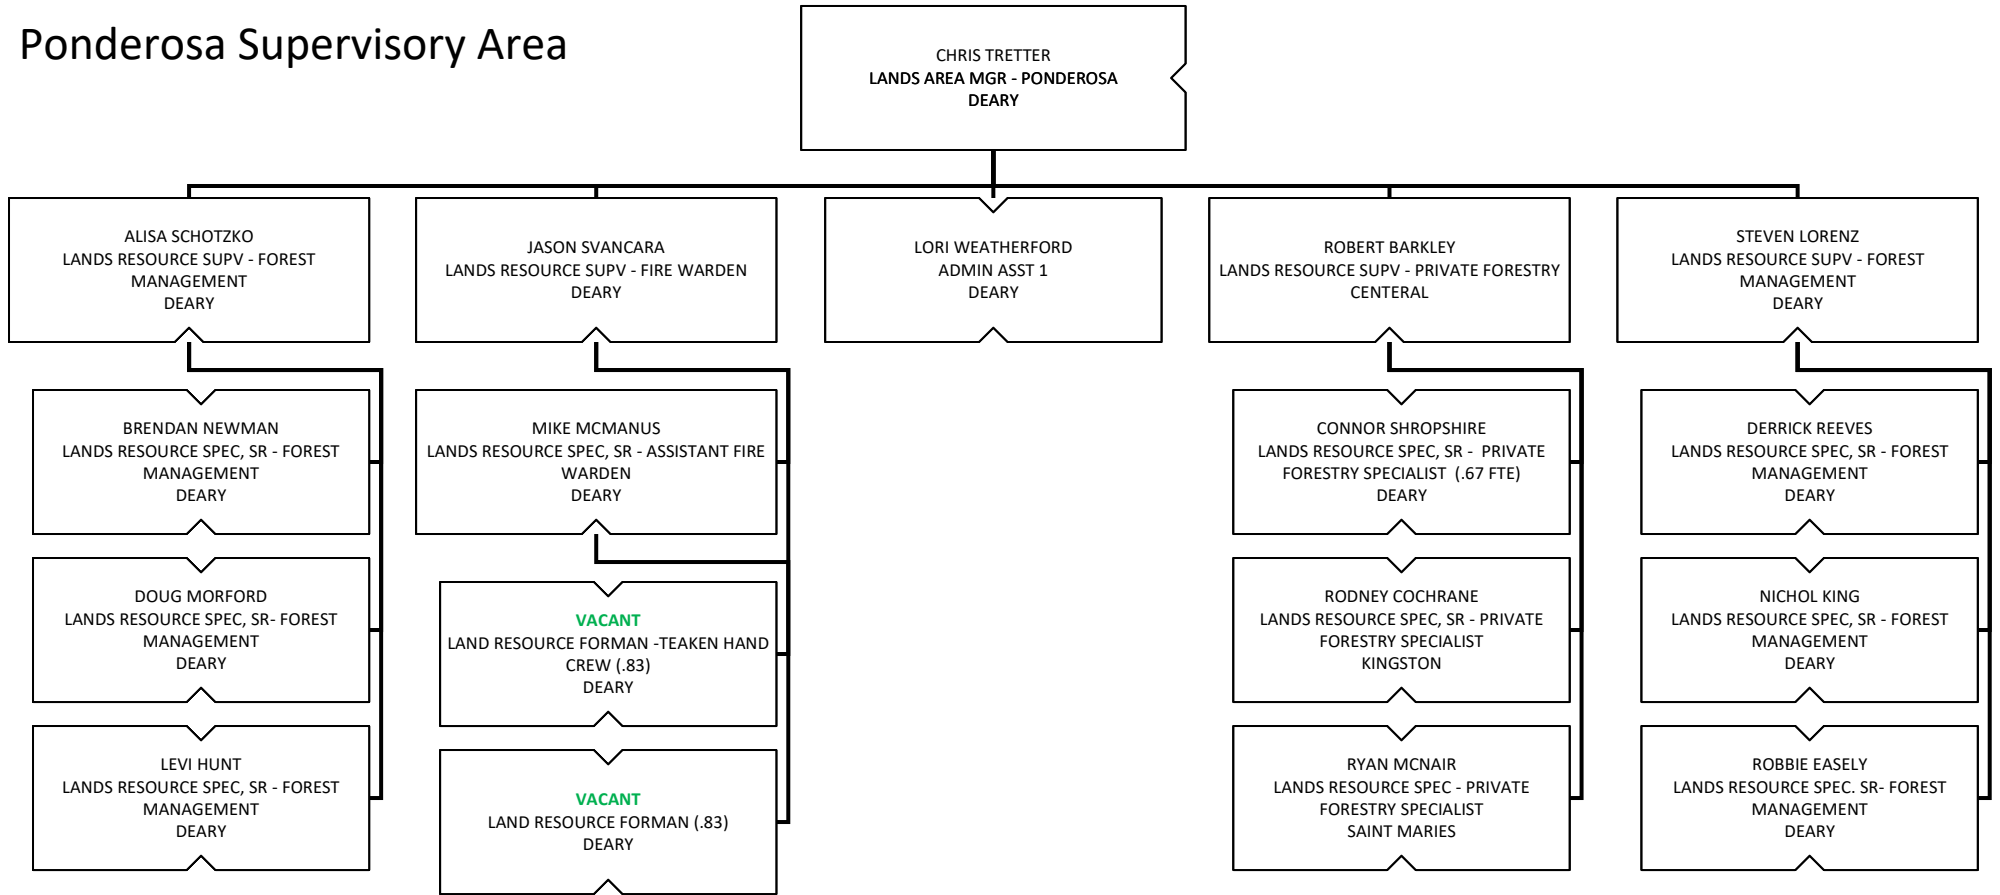 Ponderosa Supervisory Area
CHRIS TRETTER
LANDS AREA MGR - PONDEROSA
DEARY
ALISA SCHOTZKO
LANDS RESOURCE SUPV - FOREST
MANAGEMENT
DEARY
JASON SVANCARA
LANDS RESOURCE SUPV - FIRE WARDEN
DEARY
LORI WEATHERFORD
ADMIN ASST 1
DEARY
ROBERT BARKLEY
LANDS RESOURCE SUPV - PRIVATE FORESTRY
CENTERAL
STEVEN LORENZ
LANDS RESOURCE SUPV - FOREST
MANAGEMENT
DEARY
BRENDAN NEWMAN
LANDS RESOURCE SPEC, SR - FOREST
MANAGEMENT
DEARY
DOUG MORFORD
LANDS RESOURCE SPEC, SR- FOREST
MANAGEMENT
DEARY
LEVI HUNT
LANDS RESOURCE SPEC, SR - FOREST
MANAGEMENT
DEARY
MIKE MCMANUS
LANDS RESOURCE SPEC, SR - ASSISTANT FIRE
WARDEN
DEARY
VACANT
LAND RESOURCE FORMAN -TEAKEN HAND
CREW (.83)
DEARY
VACANT
LAND RESOURCE FORMAN (.83)
DEARY
CONNOR SHROPSHIRE
LANDS RESOURCE SPEC, SR - PRIVATE
FORESTRY SPECIALIST (.67 FTE)
DEARY
RODNEY COCHRANE
LANDS RESOURCE SPEC, SR - PRIVATE
FORESTRY SPECIALIST
KINGSTON
RYAN MCNAIR
LANDS RESOURCE SPEC - PRIVATE
FORESTRY SPECIALIST
SAINT MARIES
DERRICK REEVES
LANDS RESOURCE SPEC, SR - FOREST
MANAGEMENT
DEARY
NICHOL KING
LANDS RESOURCE SPEC, SR - FOREST
MANAGEMENT
DEARY
ROBBIE EASELY
LANDS RESOURCE SPEC. SR- FOREST
MANAGEMENT
DEARY